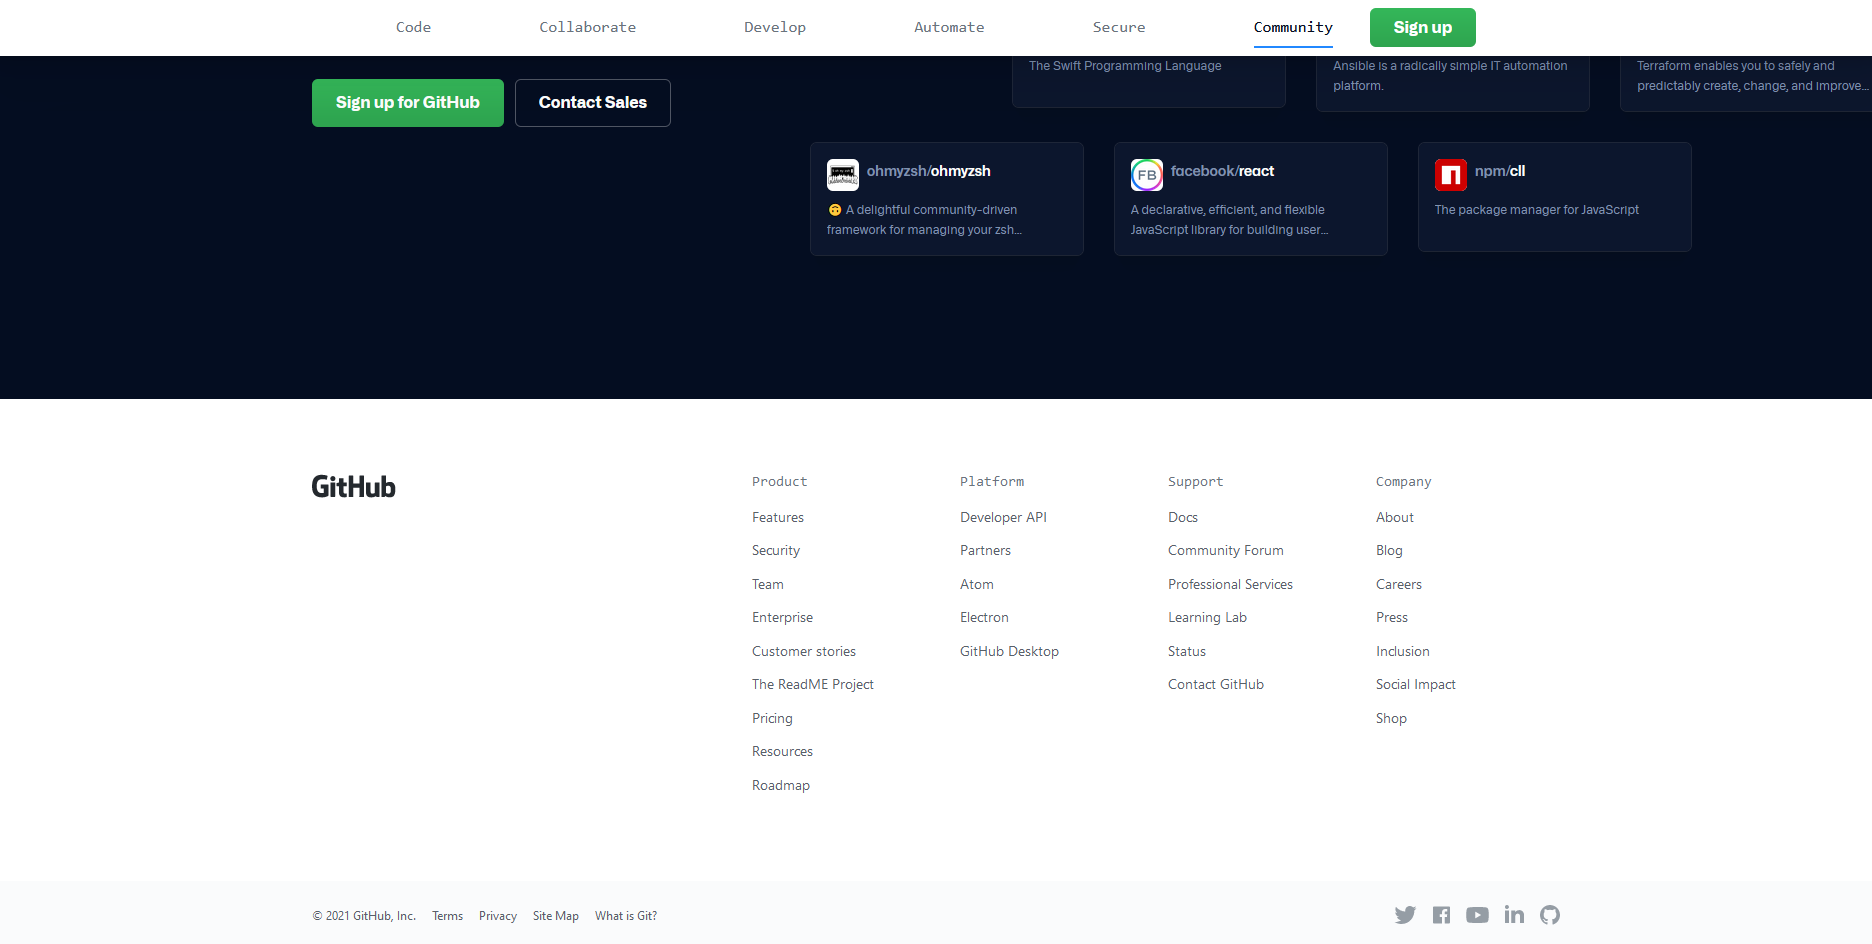 Code Collaborate Develop Automate Secure Community Sign up
Sign up for GitHub Contact Sales
The Swift Programming Language
Ansible is a radically simple IT automation
platform.
Terraform enables you to safely and
predictably create, change, and improve...
ohmyzsh/ohmyzsh
🙃 A delightful community-driven
framework for managing your zsh...
FB
facebook/react
A declarative, efficient, and flexible
JavaScript library for building user...
npm/cli
The package manager for JavaScript
GitHub
Product
Features
Security
Team
Enterprise
Customer stories
The ReadME Project
Pricing
Resources
Roadmap
Platform
Developer API
Partners
Atom
Electron
GitHub Desktop
Support
Docs
Community Forum
Professional Services
Learning Lab
Status
Contact GitHub
Company
About
Blog
Careers
Press
Inclusion
Social Impact
Shop
© 2021 GitHub, Inc. Terms Privacy Site Map What is Git?